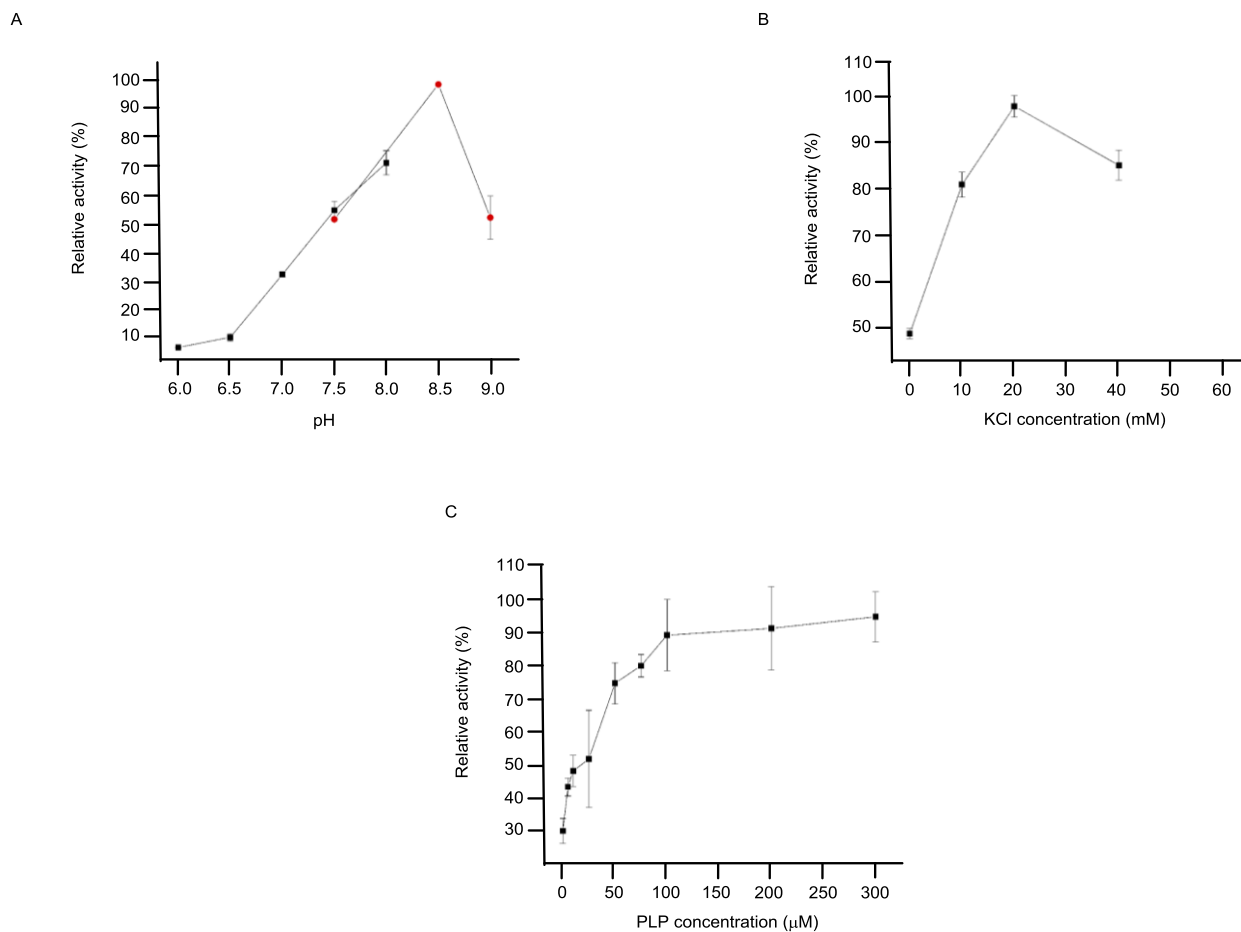 A
Relative activity (%)
100
90
80
70
60
50
40
30
20
10
6.0 6.5 7.0 7.5 8.0 8.5 9.0
pH
B
Relative activity (%)
110
100
90
80
70
60
50
0 10 20 30 40 50 60
KCl concentration (mM)
C
Relative activity (%)
110
100
90
80
70
60
50
40
30
0 50 100 150 200 250 300
PLP concentration (μM)